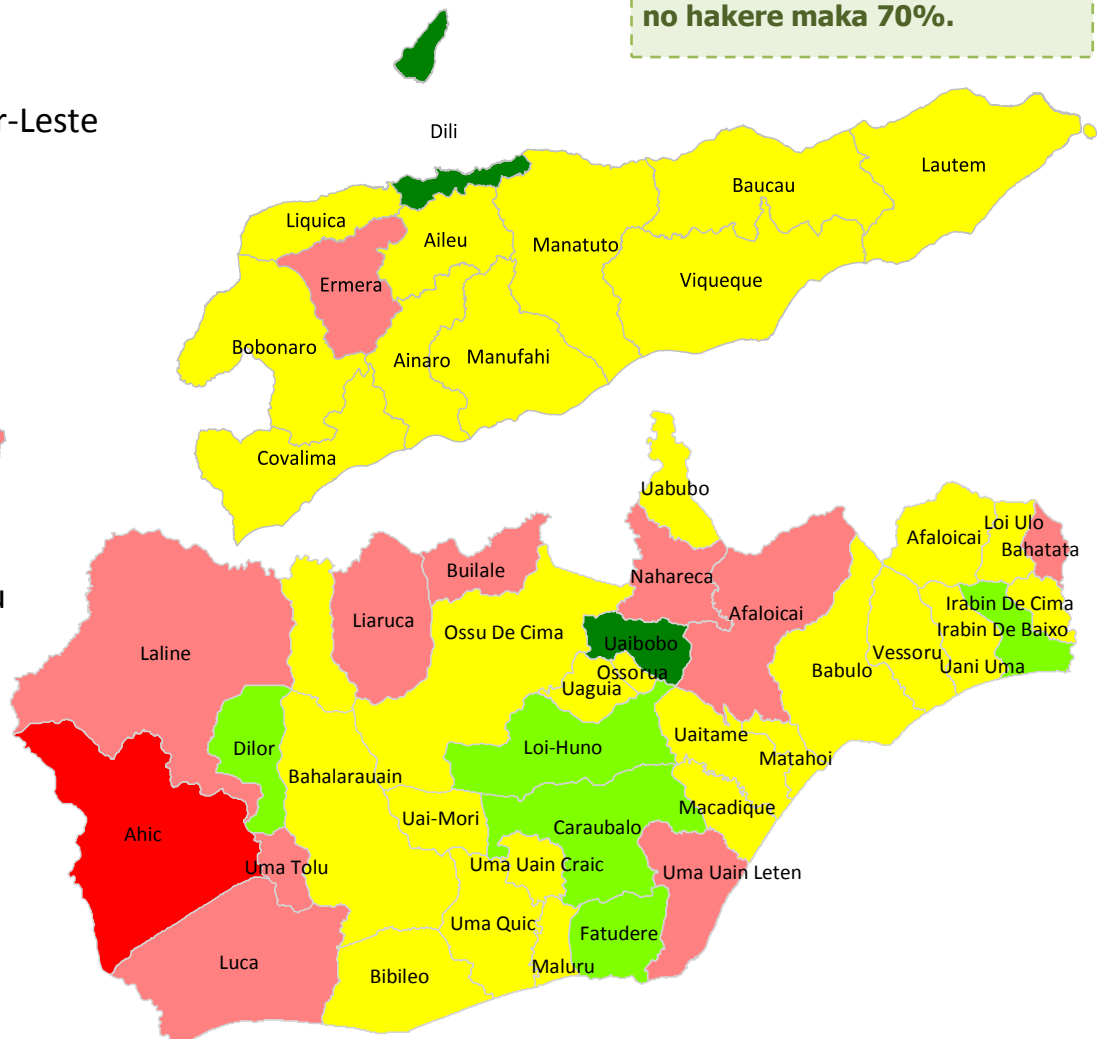 no hakere maka 70%.
r-Leste
Dili
Lautem
Baucau
Liquica
Aileu
Manatuto
Viqueque
Ermera
Bobonaro
Ainaro
Manufahi
Covalima
Uabubo
Loi Ulo
Afaloicai
Bahatata
Builale
Nahareca
u
Irabin De Cima
Liaruca
Afaloicai
Ossu De Cima
Irabin De Baixo
Uaibobo
Laline
Vessoru
Uani Uma
Babulo
Ossorua
Uaguia
Uaitame
Dilor
Loi-Huno
Matahoi
Bahalarauain
Macadique
Uai-Mori
Caraubalo
Ahic
Uma Tolu
Uma Uain Craic
Uma Uain Leten
Uma Quic
Fatudere
Luca
Maluru
Bibileo